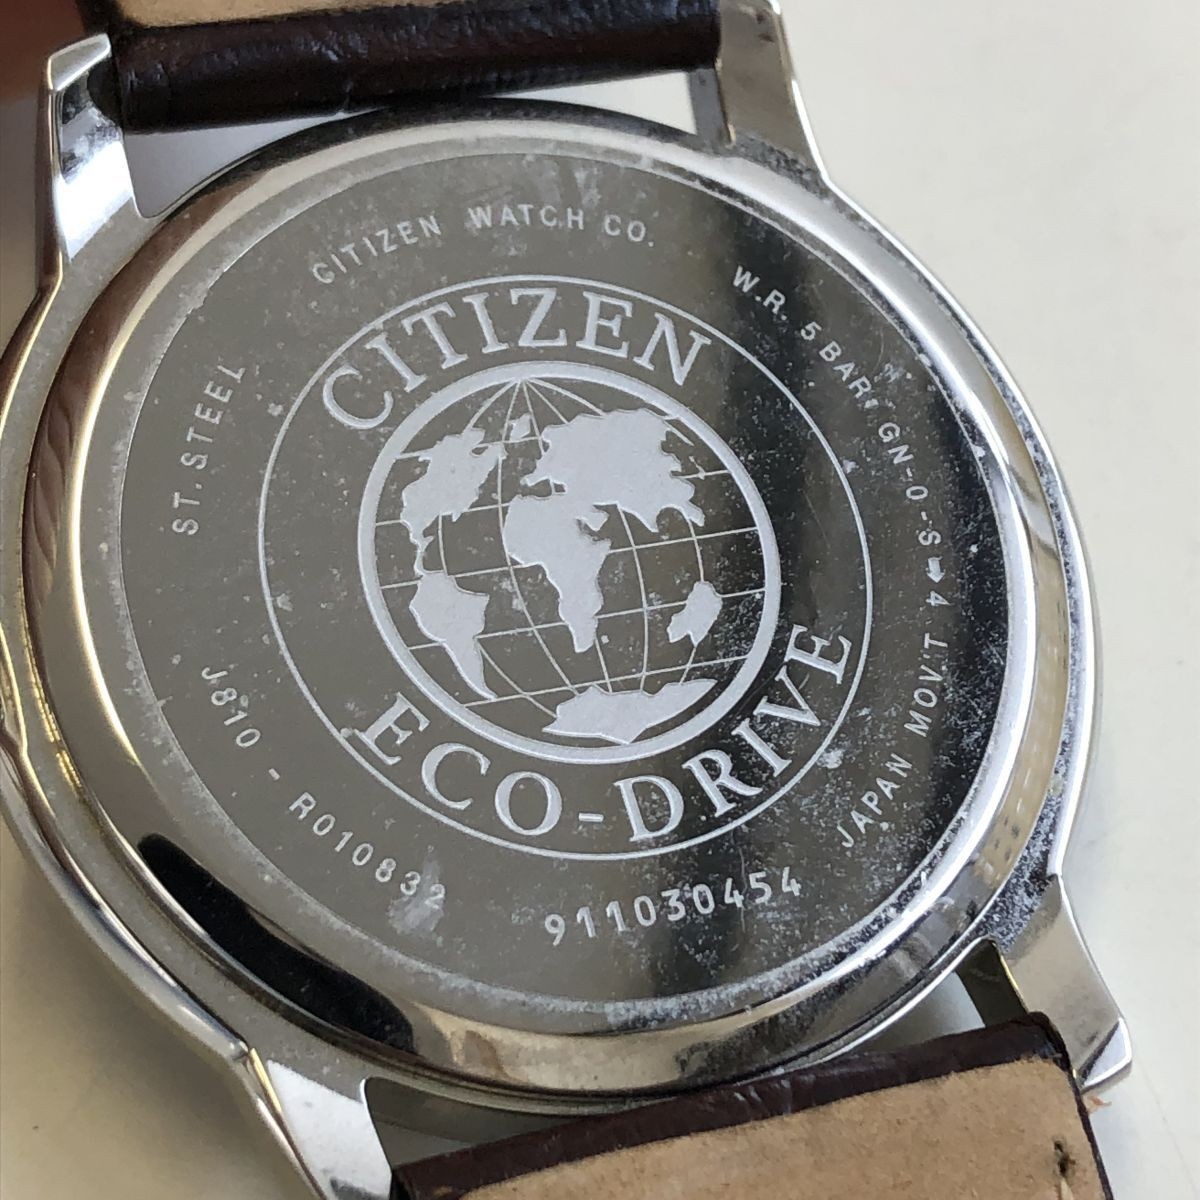 CITIZEN WATCH CO.
W.R. 5 BAR
GN-0-S➔4
JAPAN MOV'T
911030454
J810 - R010832
ST.STEEL
CITIZEN
ECO-DRIVE